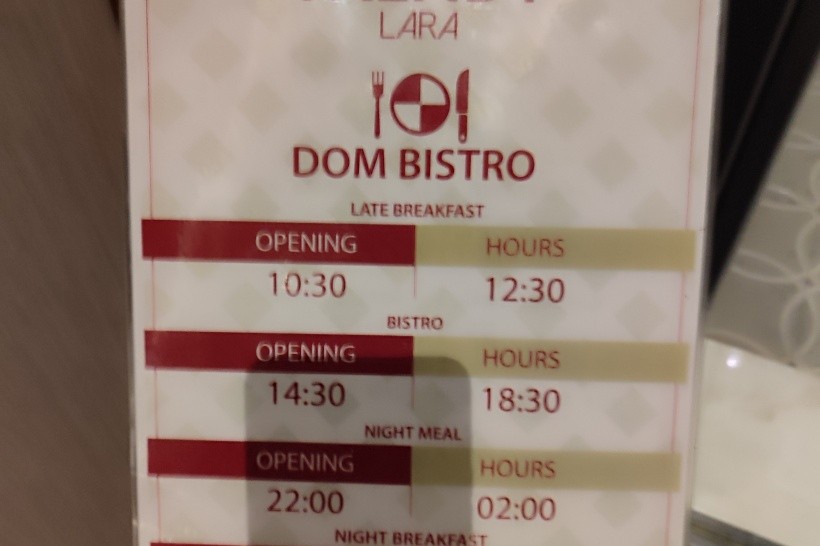 LARA
DOM BISTRO
LATE BREAKFAST
OPENING HOURS
10:30 12:30
BISTRO
OPENING HOURS
14:30 18:30
NIGHT MEAL
OPENING HOURS
22:00 02:00
NIGHT BREAKFAST